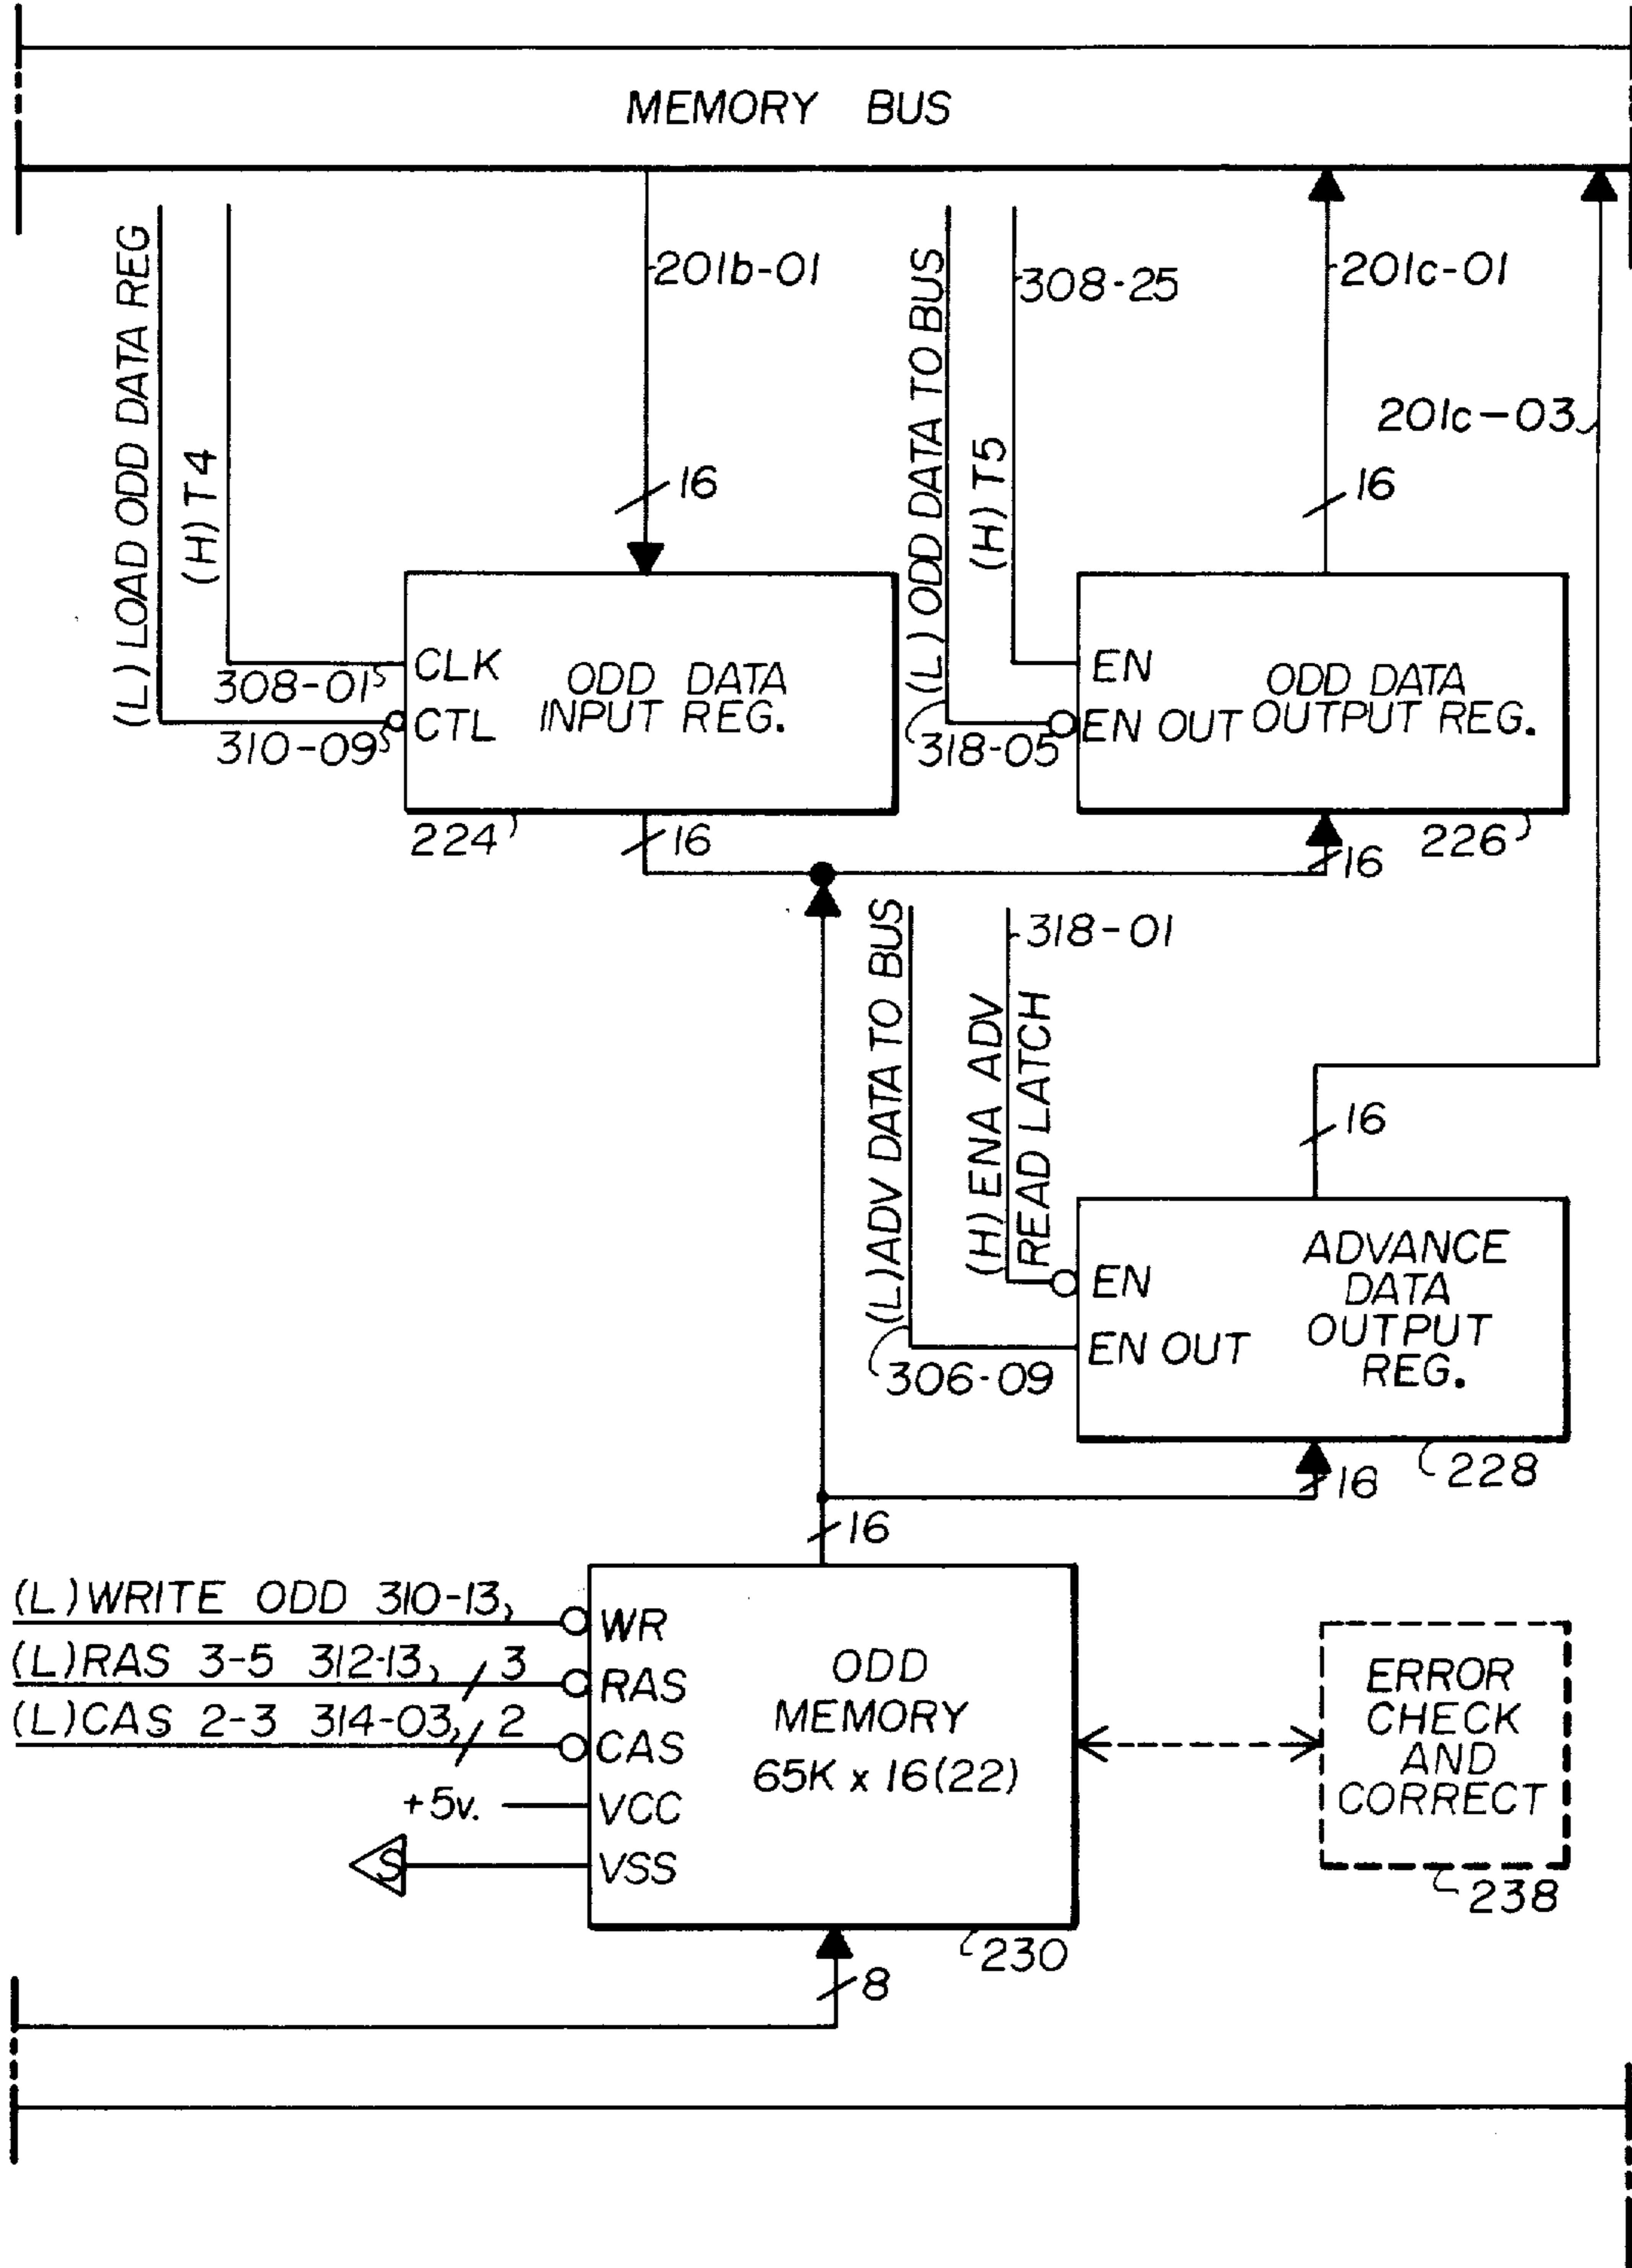 MEMORY BUS
(L) LOAD ODD DATA REG
(H) T4
201b-01
16
(L) ODD DATA TO BUS
(H) T5
308-25
201c-01
201c-03
16
308-01
310-09
CLK
CTL
ODD DATA
INPUT REG.
224
318-05
EN
EN OUT
ODD DATA
OUTPUT REG.
226
16
16
(L) ADV DATA TO BUS
(H) ENA ADV
READ LATCH
318-01
16
306-09
EN
EN OUT
ADVANCE
DATA
OUTPUT
REG.
228
16
16
(L) WRITE ODD 310-13
(L) RAS 3-5 312-13 3
(L) CAS 2-3 314-03 2
+5v.
S
WR
RAS
CAS
VCC
VSS
ODD
MEMORY
65K x 16(22)
230
8
ERROR
CHECK
AND
CORRECT
238